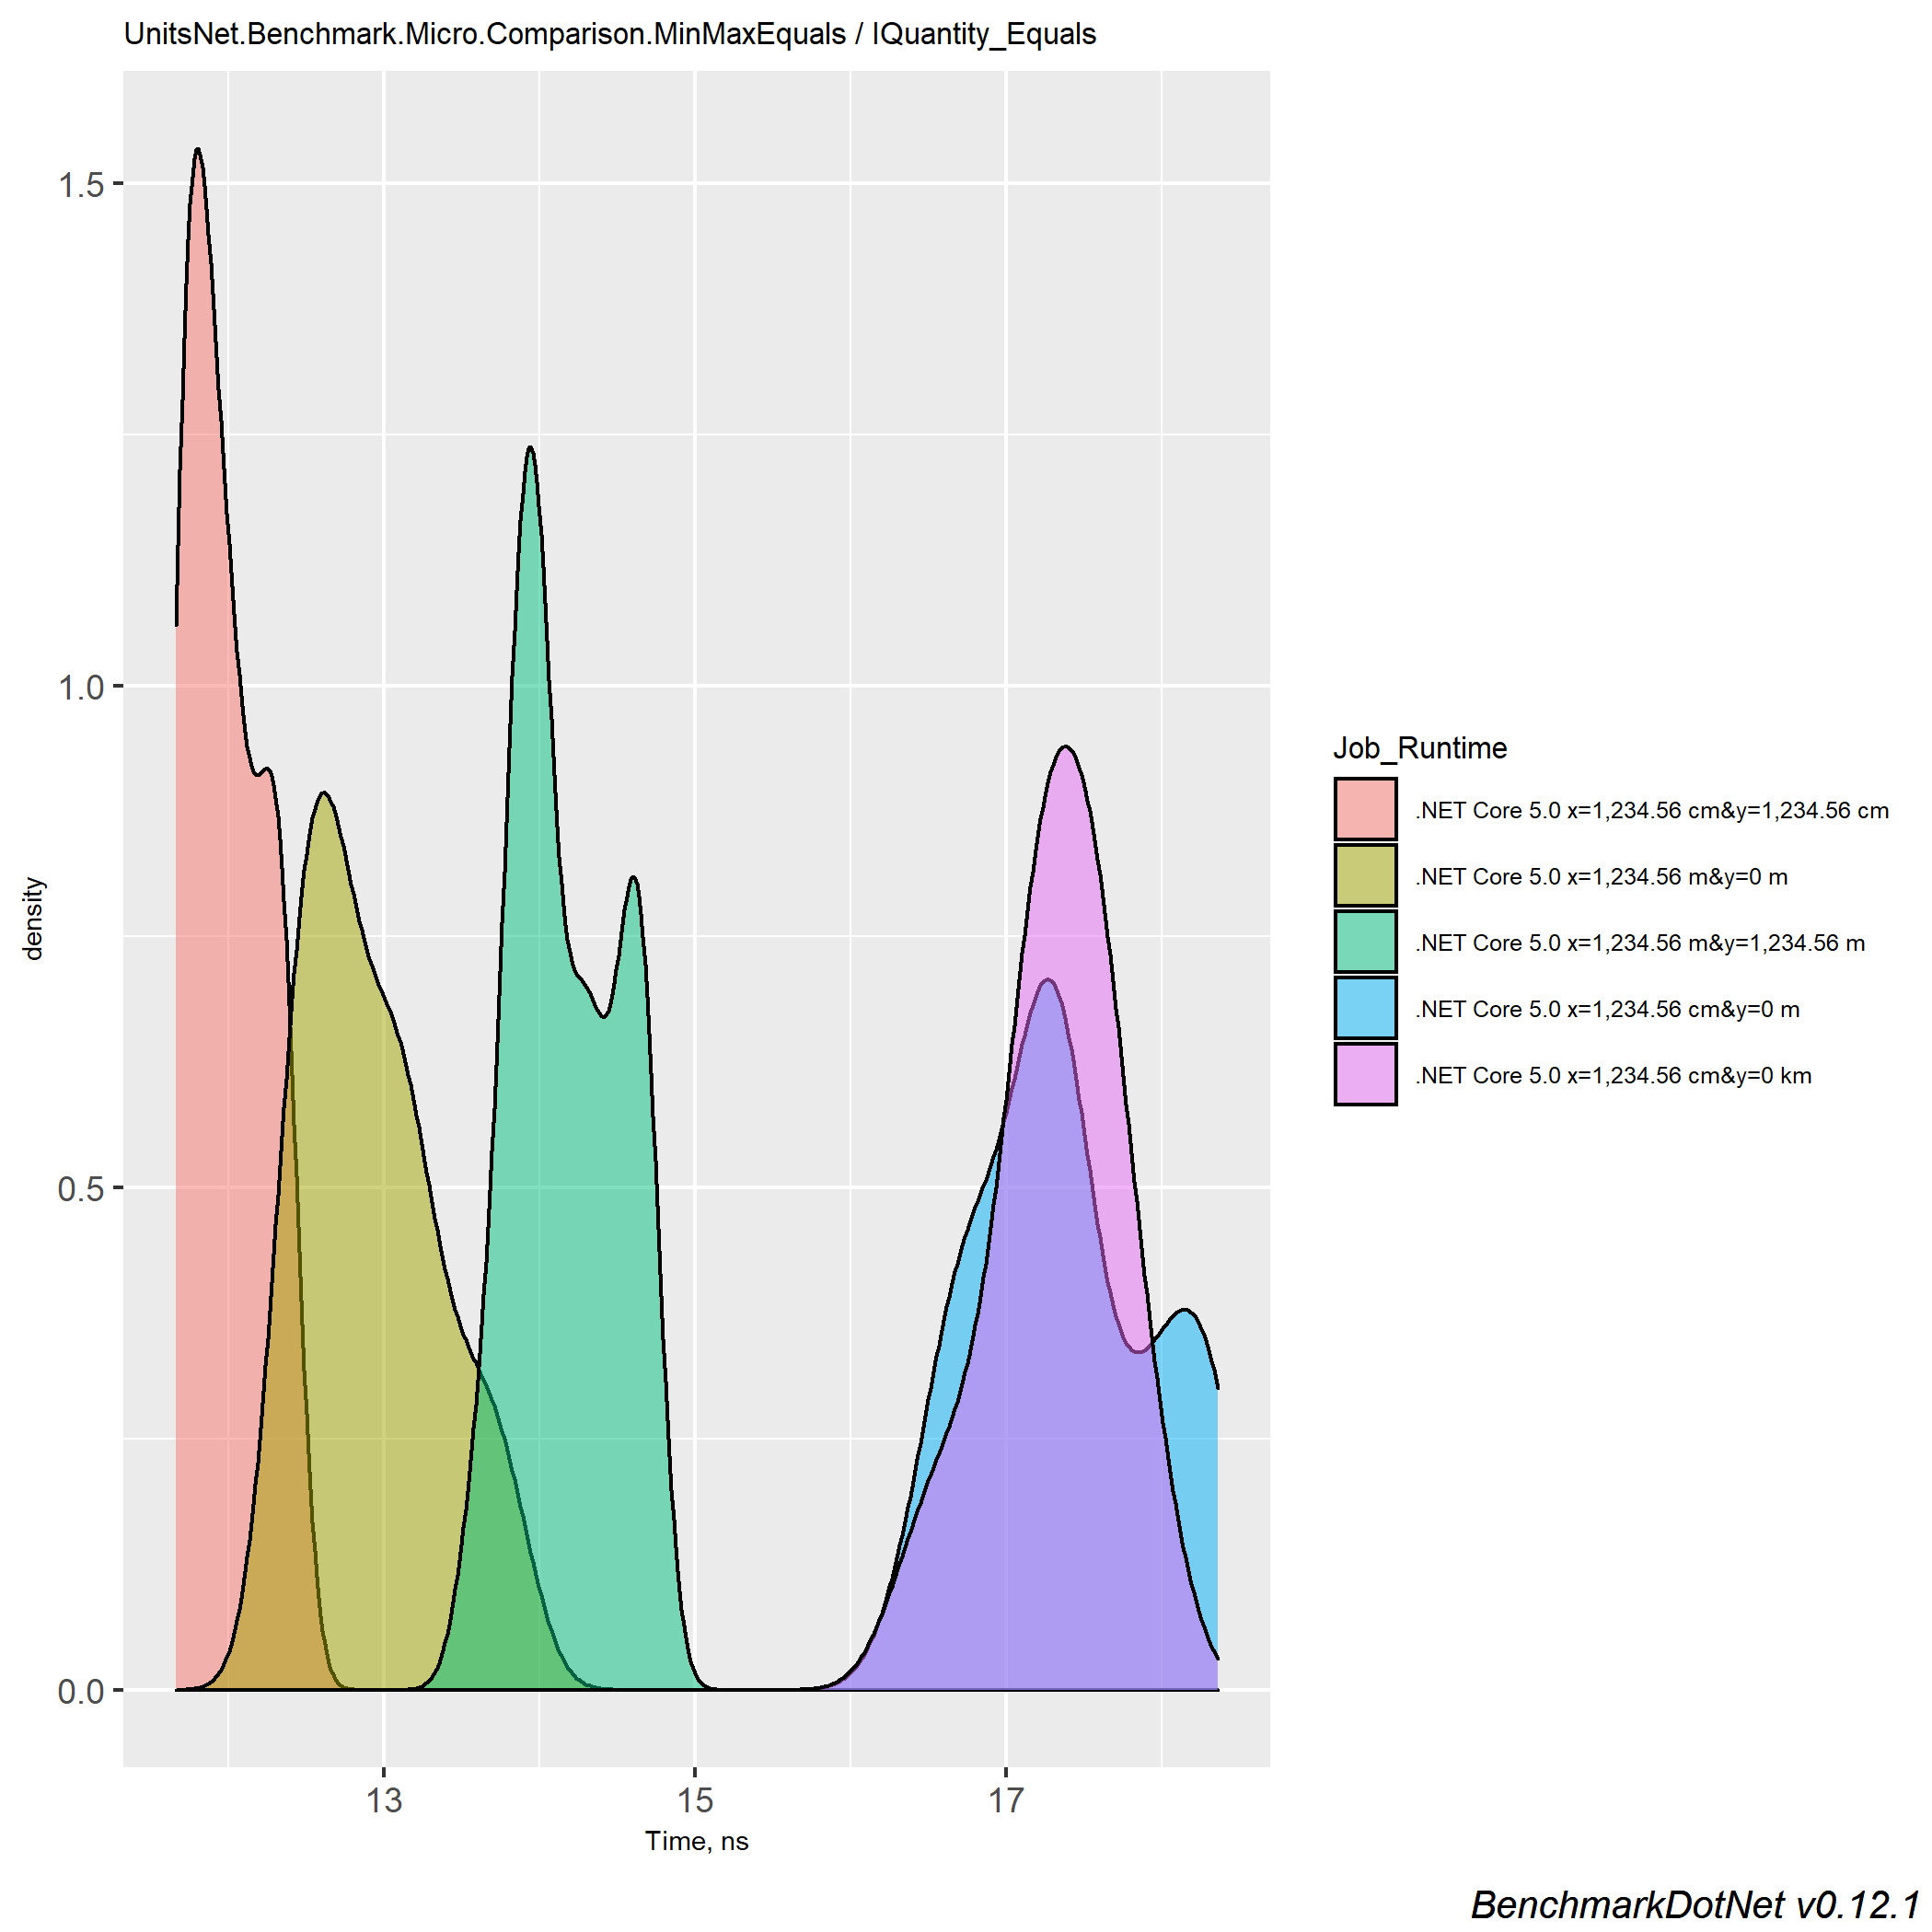 UnitsNet.Benchmark.Micro.Comparison.MinMaxEquals / IQuantity_Equals
1.5
1.0
0.5
0.0
density
13
15
17
Time, ns
Job_Runtime
.NET Core 5.0 x=1,234.56 cm&y=1,234.56 cm
.NET Core 5.0 x=1,234.56 m&y=0 m
.NET Core 5.0 x=1,234.56 m&y=1,234.56 m
.NET Core 5.0 x=1,234.56 cm&y=0 m
.NET Core 5.0 x=1,234.56 cm&y=0 km
BenchmarkDotNet v0.12.1